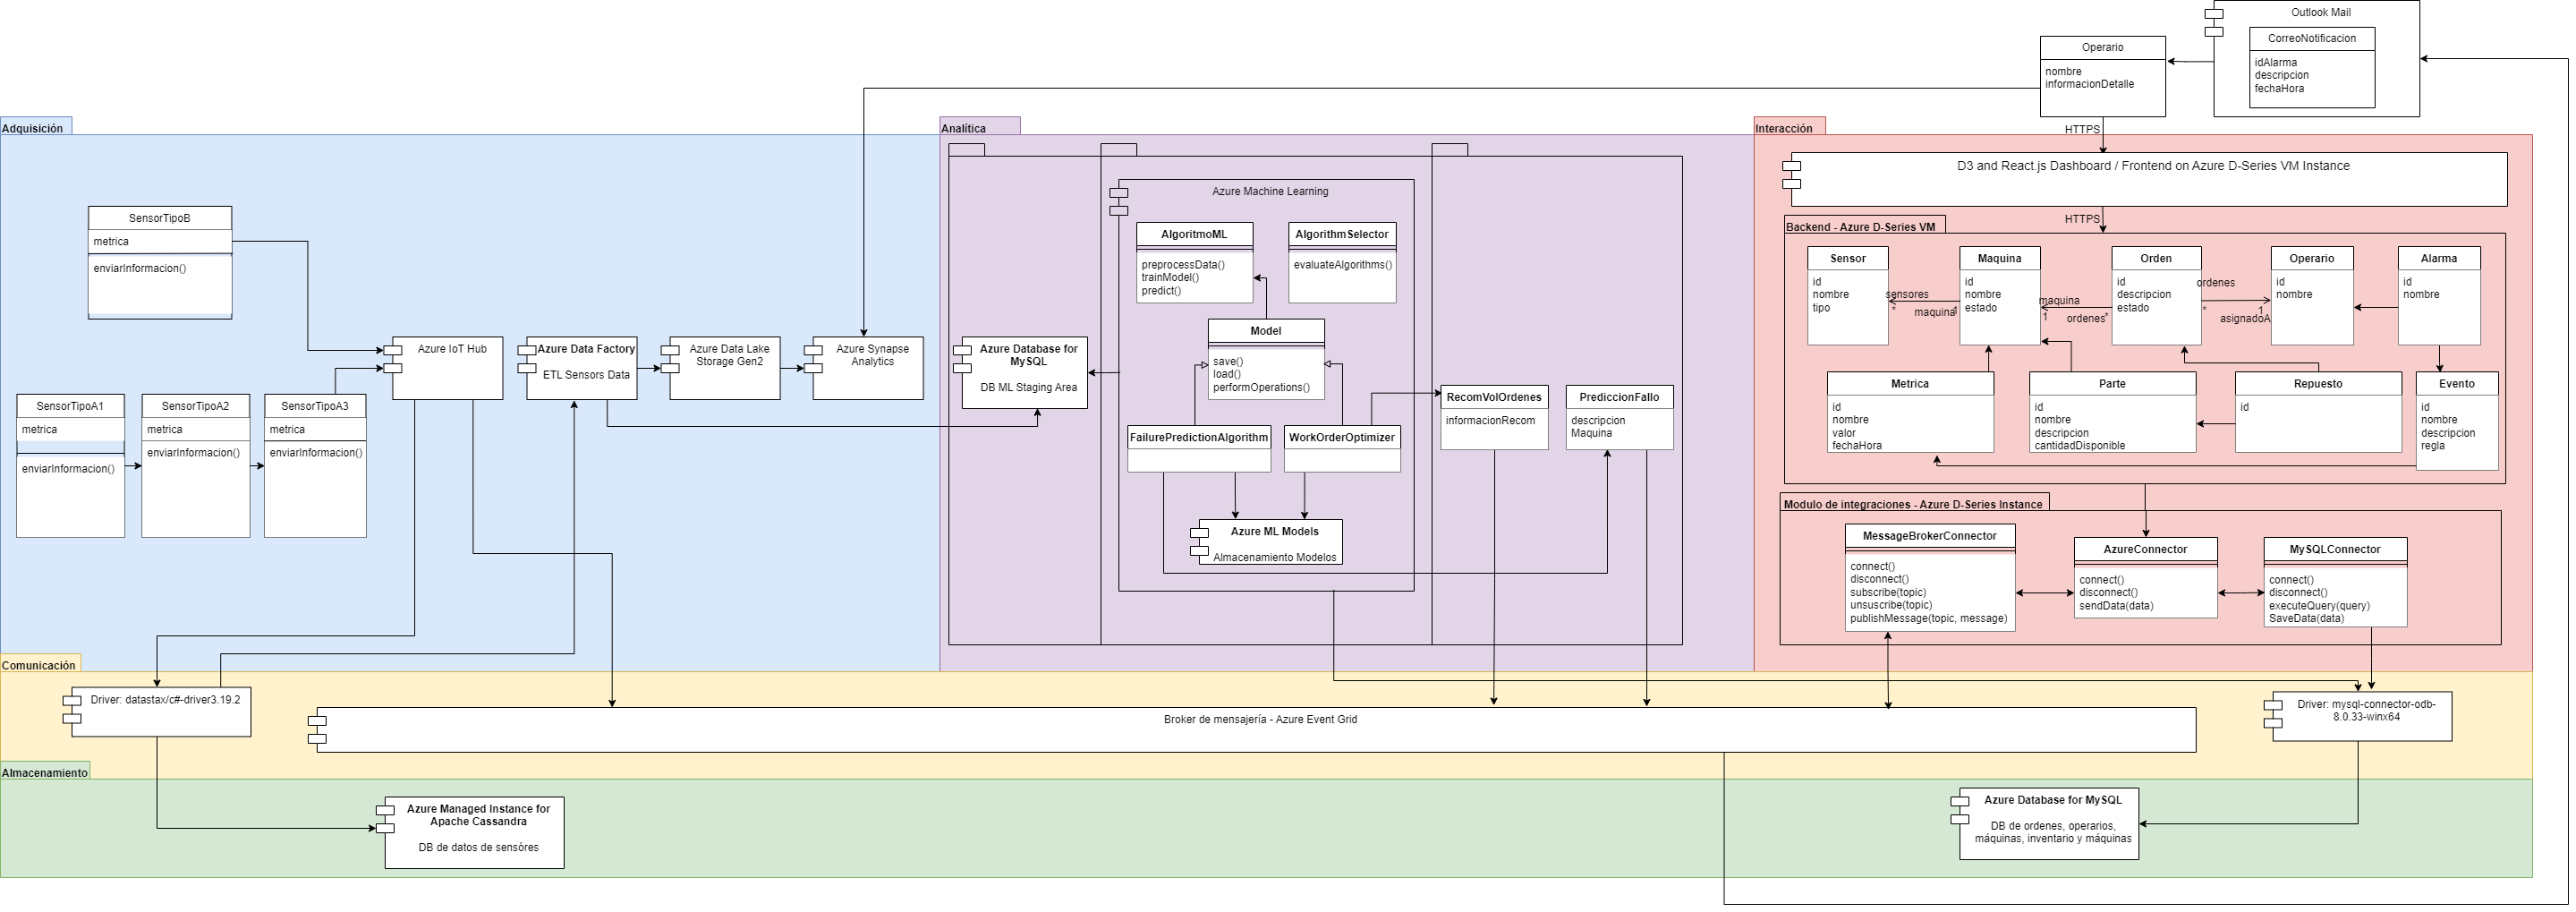 Outlook Mail
CorreoNotificacion
idAlarma
descripcion
fechaHora
Operario
nombre
informacionDetalle
HTTPS
Adquisición
SensorTipoB
metrica
enviarInformacion()
SensorTipoA1
metrica
enviarInformacion()
SensorTipoA2
metrica
enviarInformacion()
SensorTipoA3
metrica
enviarInformacion()
Azure IoT Hub
Azure Data Factory
ETL Sensors Data
Azure Data Lake
Storage Gen2
Azure Synapse
Analytics
Analítica
Azure Database for
MySQL
DB ML Staging Area
Azure Machine Learning
AlgoritmoML
preprocessData()
trainModel()
predict()
AlgorithmSelector
evaluateAlgorithms()
Model
save()
load()
performOperations()
FailurePredictionAlgorithm
WorkOrderOptimizer
Azure ML Models
Almacenamiento Modelos
RecomVolOrdenes
informacionRecom
PrediccionFallo
descripcion
Maquina
Interacción
D3 and React.js Dashboard / Frontend on Azure D-Series VM Instance
HTTPS
Backend - Azure D-Series VM
Sensor
id
nombre
tipo
sensores
*
maquina
1
Maquina
id
nombre
estado
maquina
1
ordenes
*
Orden
id
descripcion
estado
ordenes
*
asignadoA
1
Operario
id
nombre
Alarma
id
nombre
Metrica
id
nombre
valor
fechaHora
Parte
id
nombre
descripcion
cantidadDisponible
Repuesto
id
Evento
id
nombre
descripcion
regla
Modulo de integraciones - Azure D-Series Instance
MessageBrokerConnector
connect()
disconnect()
subscribe(topic)
unsuscribe(topic)
publishMessage(topic, message)
AzureConnector
connect()
disconnect()
sendData(data)
MySQLConnector
connect()
disconnect()
executeQuery(query)
SaveData(data)
Comunicación
Driver: datastax/c#-driver3.19.2
Broker de mensajería - Azure Event Grid
Driver: mysql-connector-odb-
8.0.33-winx64
Almacenamiento
Azure Managed Instance for
Apache Cassandra
DB de datos de sensóres
Azure Database for MySQL
DB de ordenes, operarios,
máquinas, inventario y máquinas